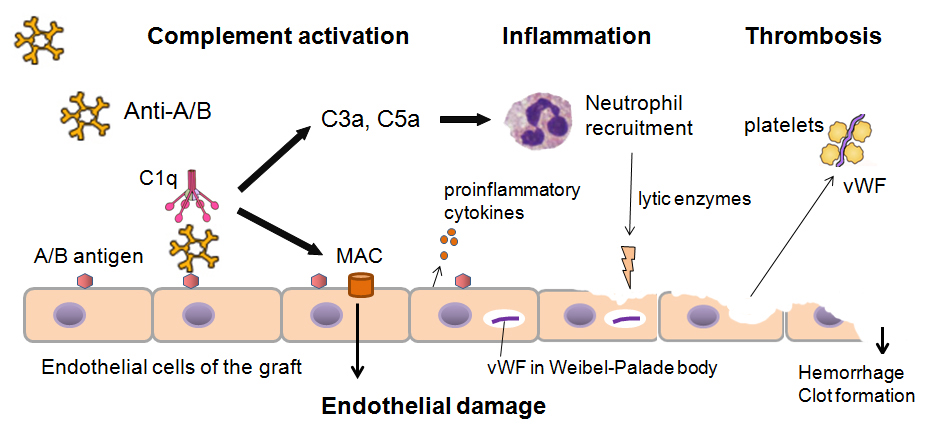 Complement activation
Inflammation
Thrombosis
Anti-A/B
C3a, C5a
Neutrophil
recruitment
platelets
vWF
C1q
proinflammatory
cytokines
lytic enzymes
A/B antigen
MAC
Endothelial cells of the graft
vWF in Weibel-Palade body
Hemorrhage
Clot formation
Endothelial damage